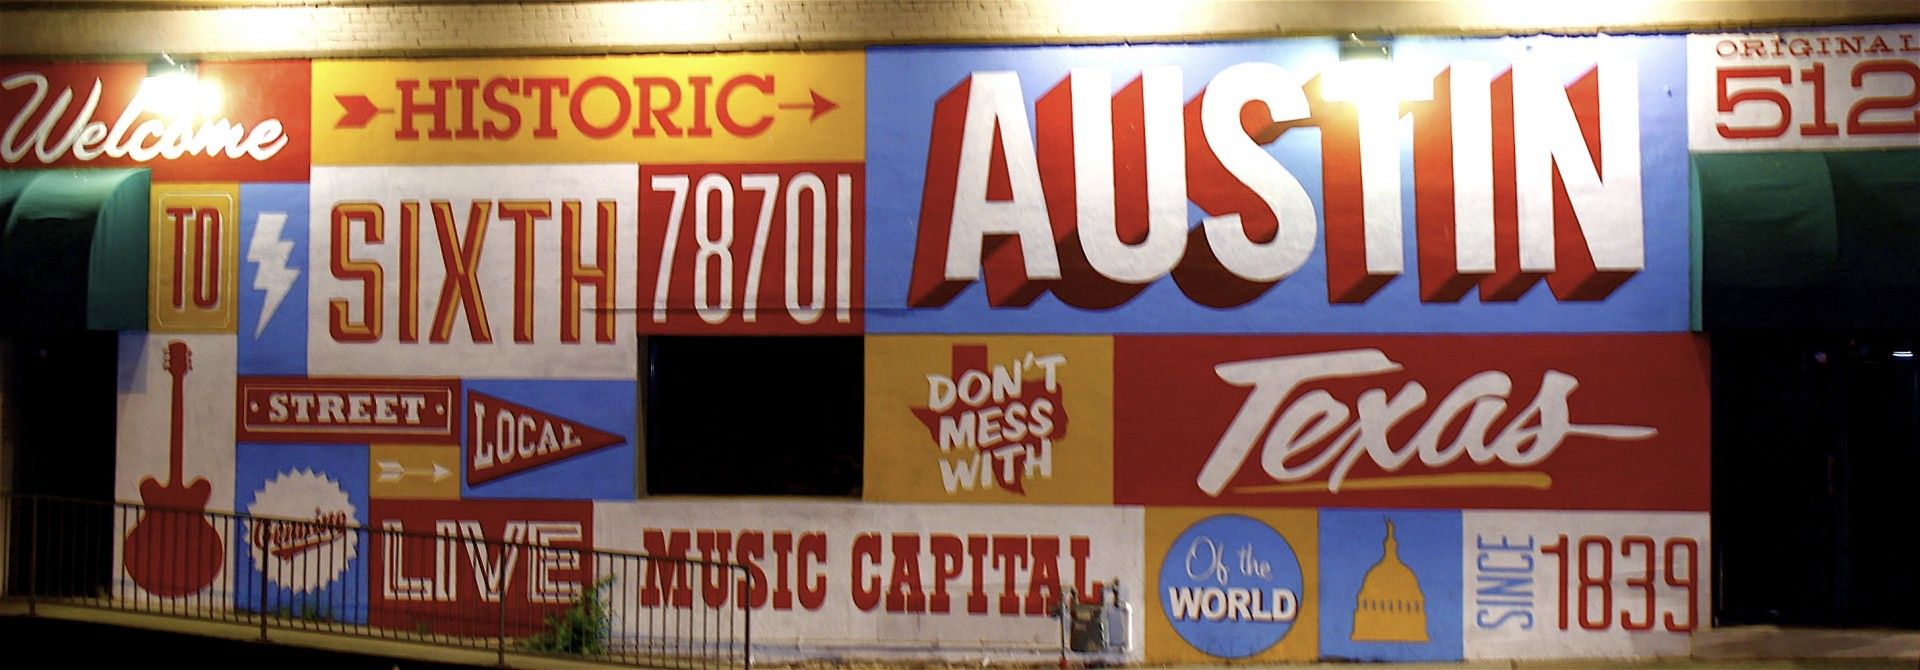 Welcome
TO
HISTORIC
SIXTH
78701
STREET
LOCAL
Genuine
LIVE
MUSIC CAPITAL
Of the
WORLD
AUSTIN
DON'T
MESS
WITH
Texas
SINCE
1839
ORIGINAL
512